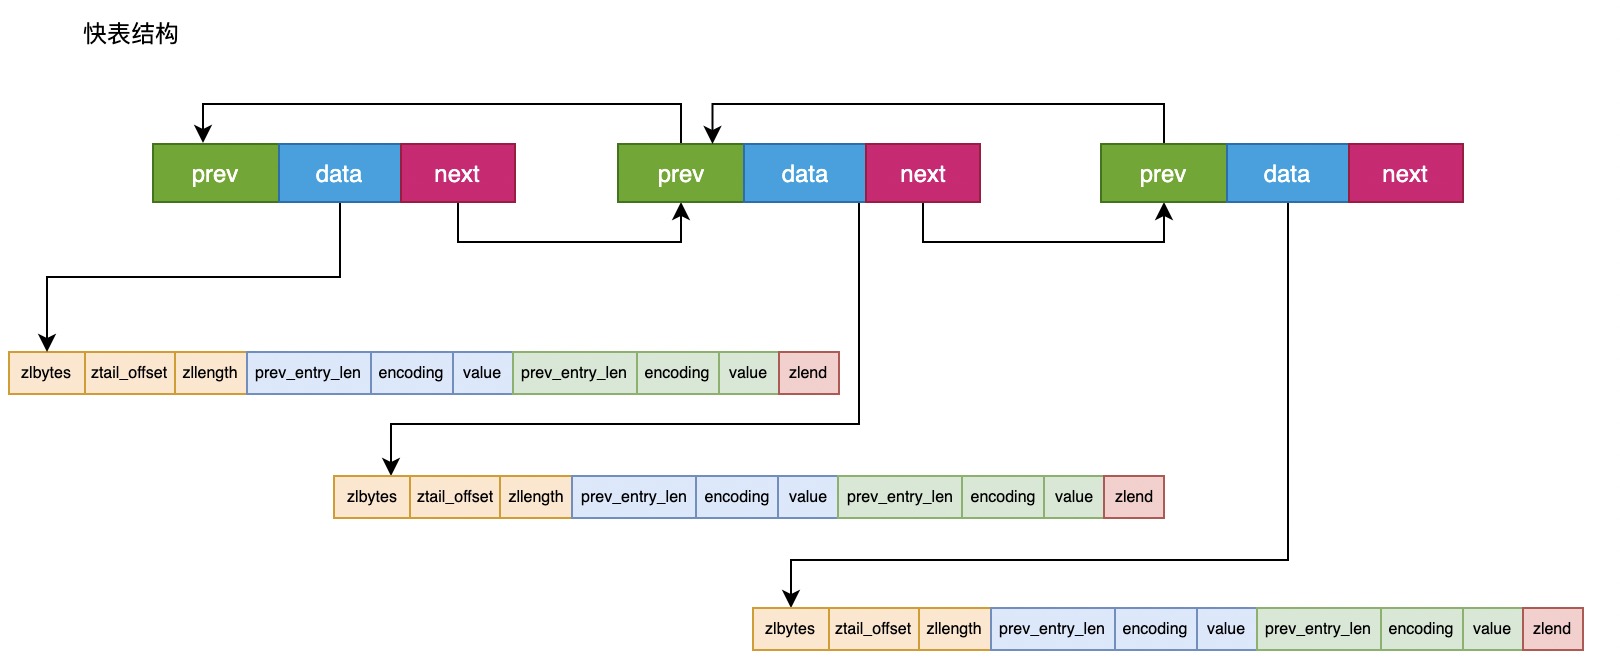 快表结构
prev data next prev data next prev data next
zlbytes ztail_offset zllength prev_entry_len encoding value prev_entry_len encoding value zlend
zlbytes ztail_offset zllength prev_entry_len encoding value prev_entry_len encoding value zlend
zlbytes ztail_offset zllength prev_entry_len encoding value prev_entry_len encoding value zlend